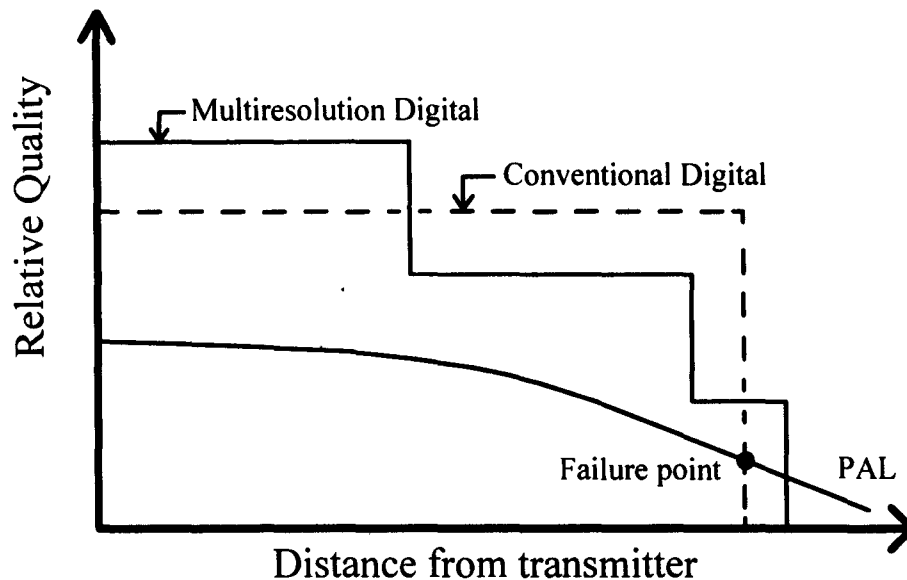 Relative Quality
Multiresolution Digital
Conventional Digital
Failure point
PAL
Distance from transmitter